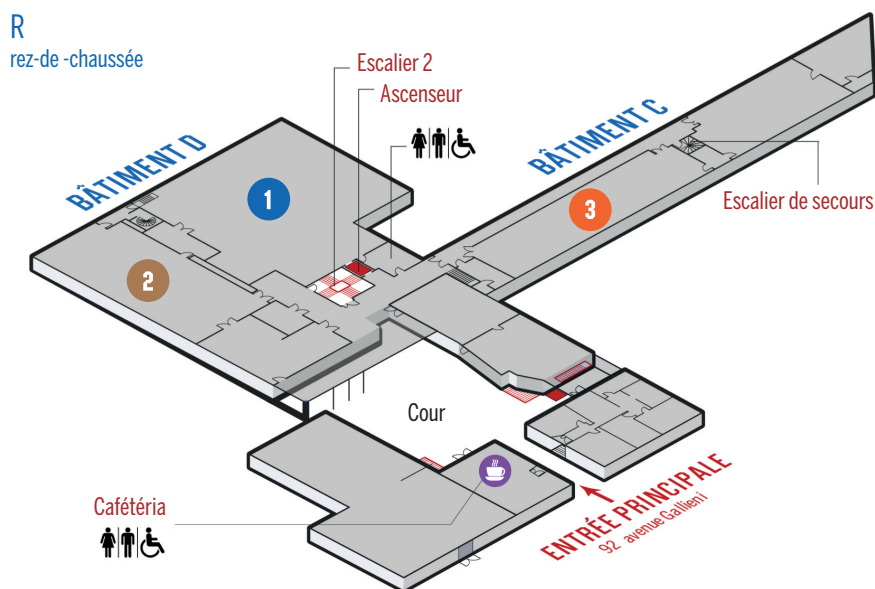 R
rez-de -chaussée
Escalier 2
Ascenseur
BÂTIMENT D
BÂTIMENT C
1
3
Escalier de secours
2
Cour
Cafétéria
ENTRÉE PRINCIPALE
92 avenue Gallieni